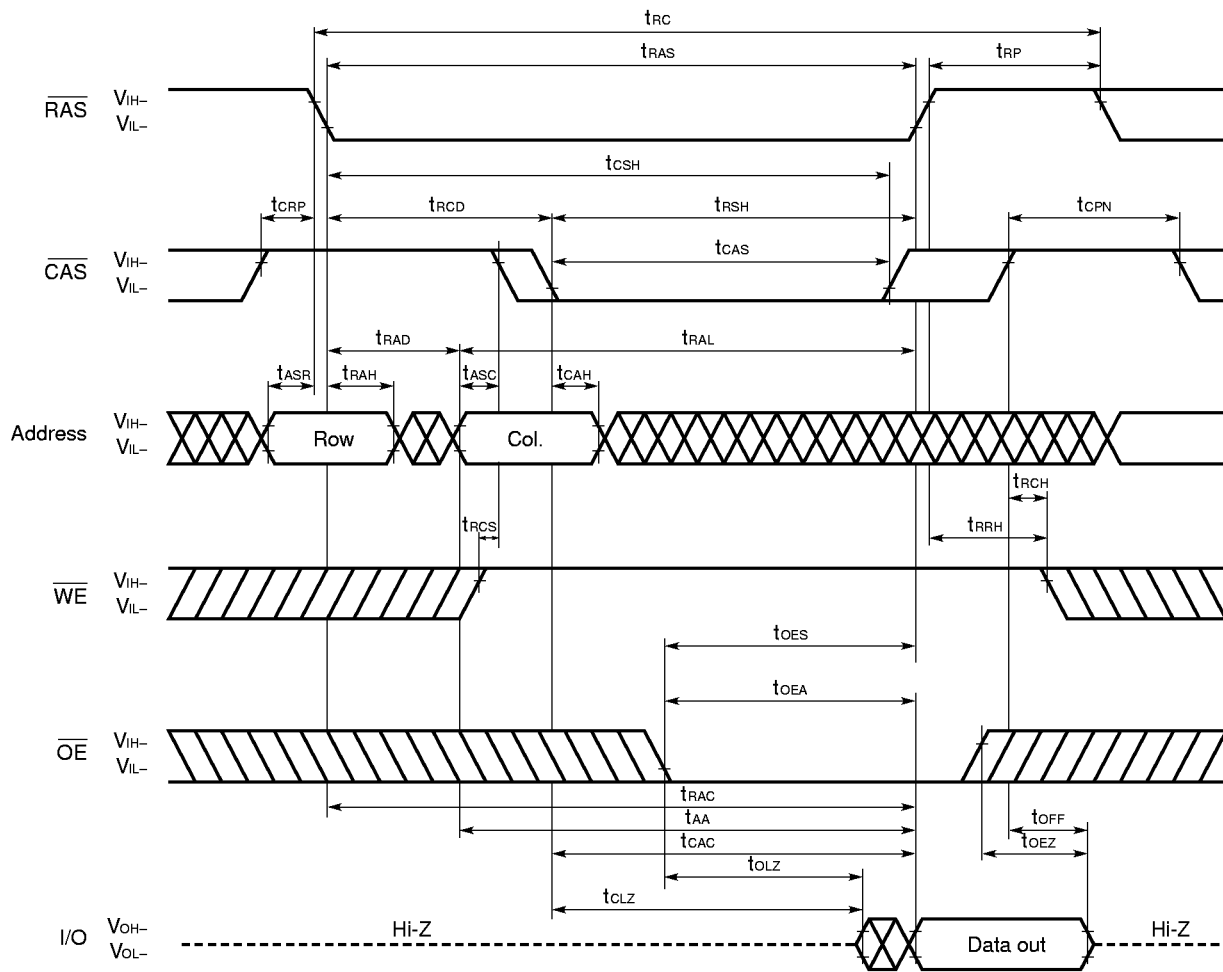 tRC
tRAS
tRP
RAS
VIH–
VIL–
tCSH
tCRP
tRCD
tRSH
tCPN
CAS
VIH–
VIL–
tCAS
tRAD
tRAL
tASR
tRAH
tASC
tCAH
Address
VIH–
VIL–
Row
Col.
tRCH
tRCS
tRRH
WE
VIH–
VIL–
tOES
tOEA
OE
VIH–
VIL–
tRAC
tAA
tOFF
tCAC
tOEZ
tOLZ
tCLZ
I/O
VOH–
VOL–
Hi-Z
Data out
Hi-Z